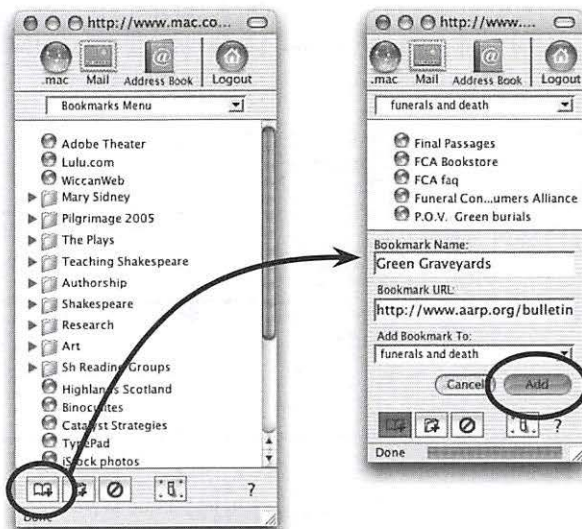 http://www.mac.co...
.mac Mail Address Book Logout
Bookmarks Menu
Adobe Theater
Lulu.com
WiccanWeb
Mary Sidney
Pilgrimage 2005
The Plays
Teaching Shakespeare
Authorship
Shakespeare
Research
Art
Sh Reading Groups
Highlands Scotland
Binoculites
Catalyst Strategies
TypePad
iStock photos
?
Done
http://www....
.mac Mail Address Book Logout
funerals and death
Final Passages
FCA Bookstore
FCA faq
Funeral Con...umers Alliance
P.O.V. Green burials
Bookmark Name:
Green Graveyards
Bookmark URL:
http://www.aarp.org/bulletin
Add Bookmark To:
funerals and death
Cancel Add
?
Done